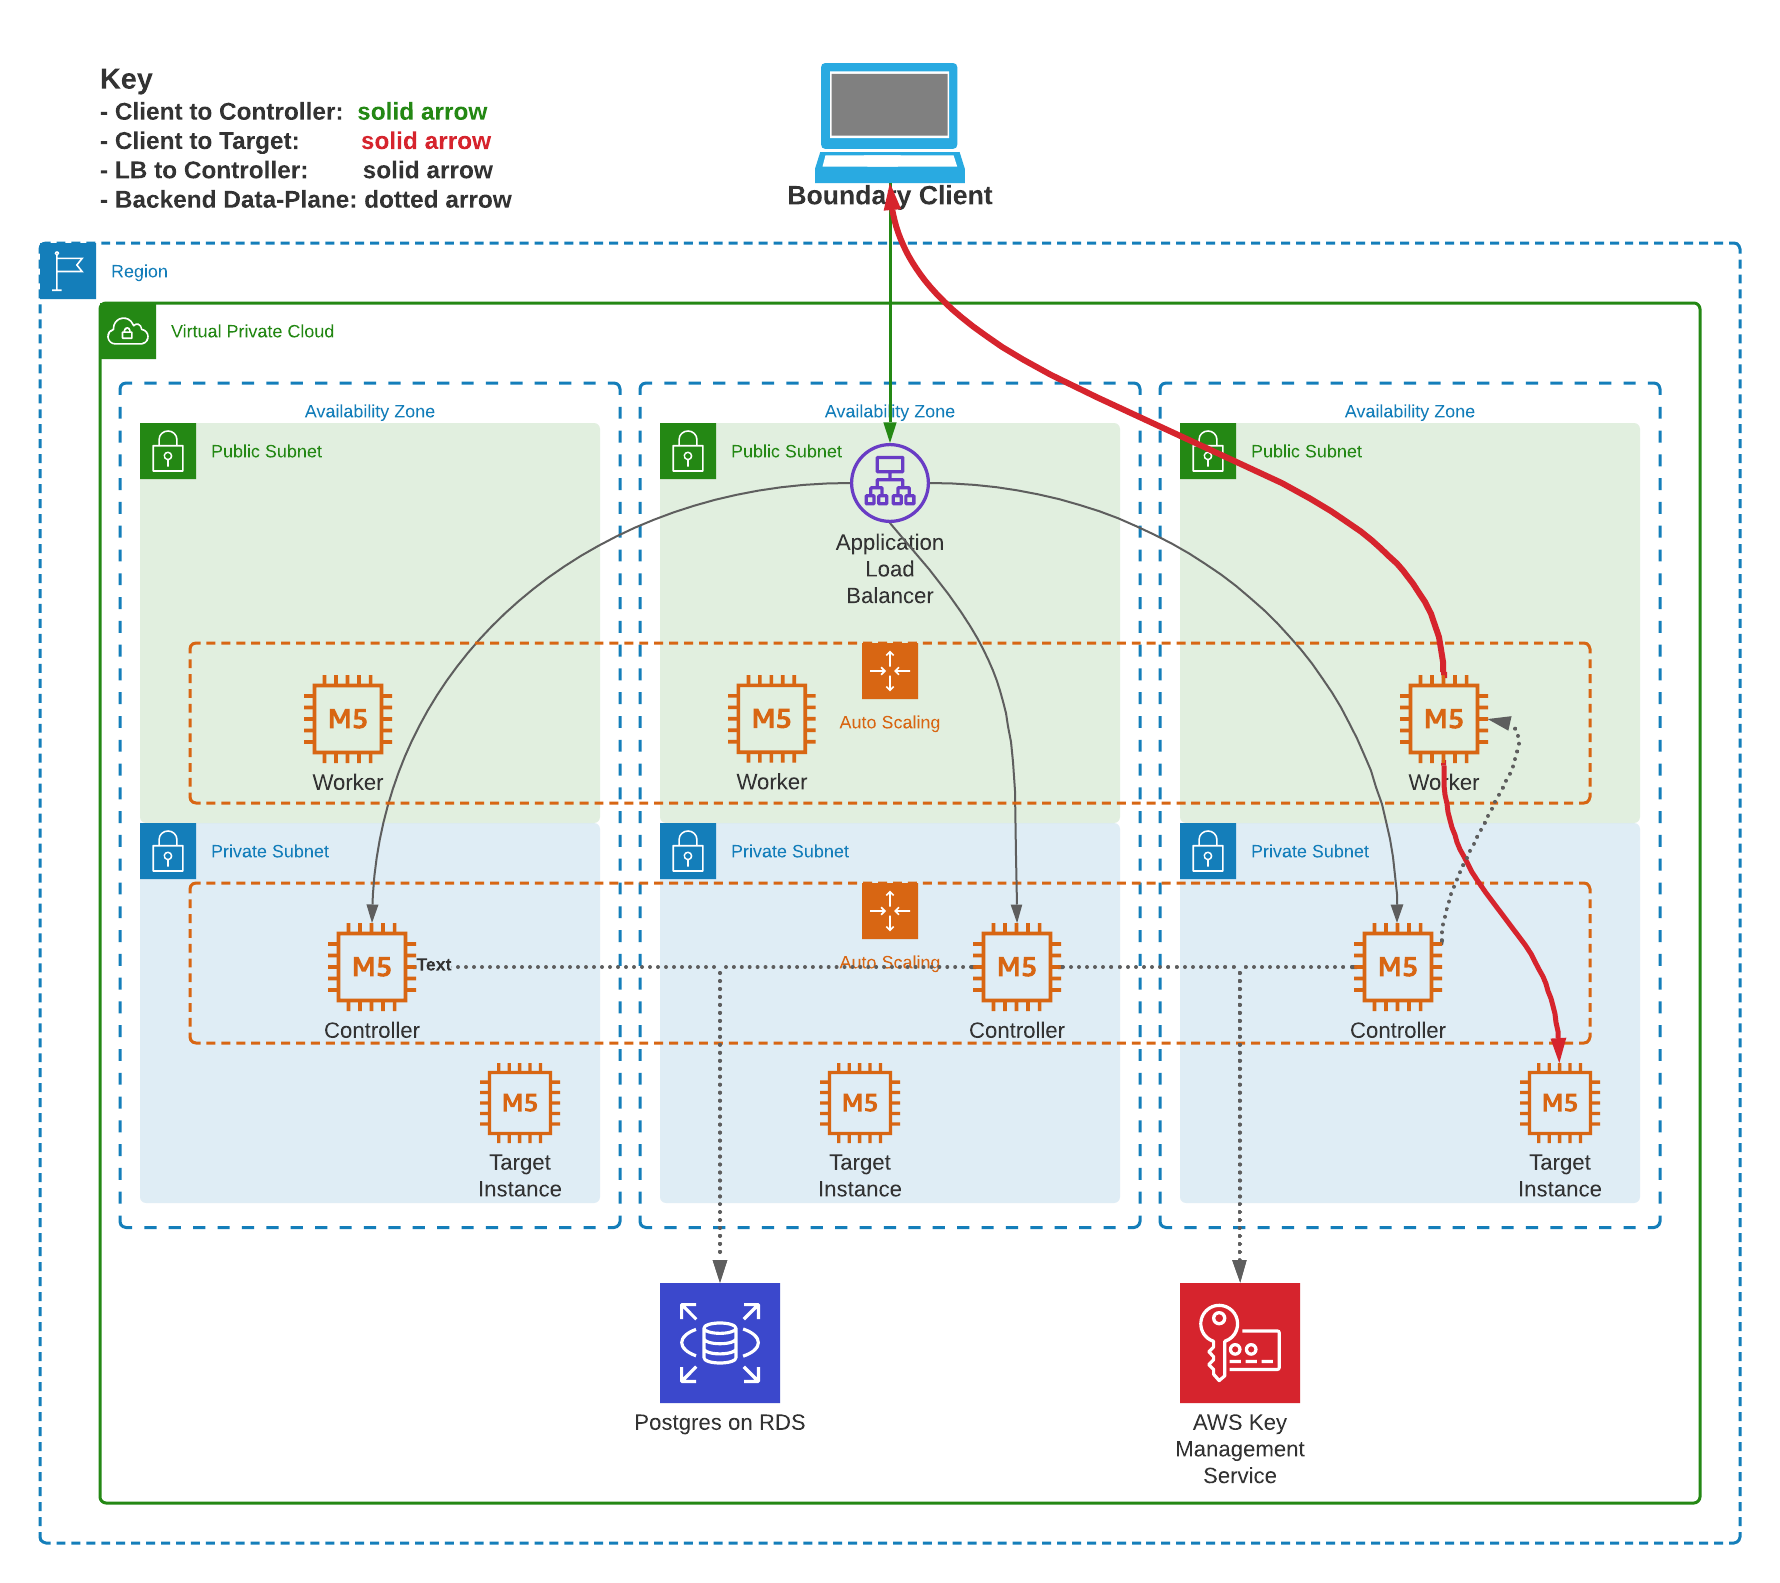 Key
- Client to Controller: solid arrow
- Client to Target: solid arrow
- LB to Controller: solid arrow
- Backend Data-Plane: dotted arrow
Boundary Client
Region
Virtual Private Cloud
Availability Zone
Availability Zone
Availability Zone
Public Subnet
Public Subnet
Public Subnet
Application
Load
Balancer
M5
Worker
M5
Worker
Auto Scaling
M5
Worker
Private Subnet
Private Subnet
Private Subnet
M5
Controller
Text
Auto Scaling
M5
Controller
M5
Controller
M5
Target
Instance
M5
Target
Instance
M5
Target
Instance
Postgres on RDS
AWS Key
Management
Service